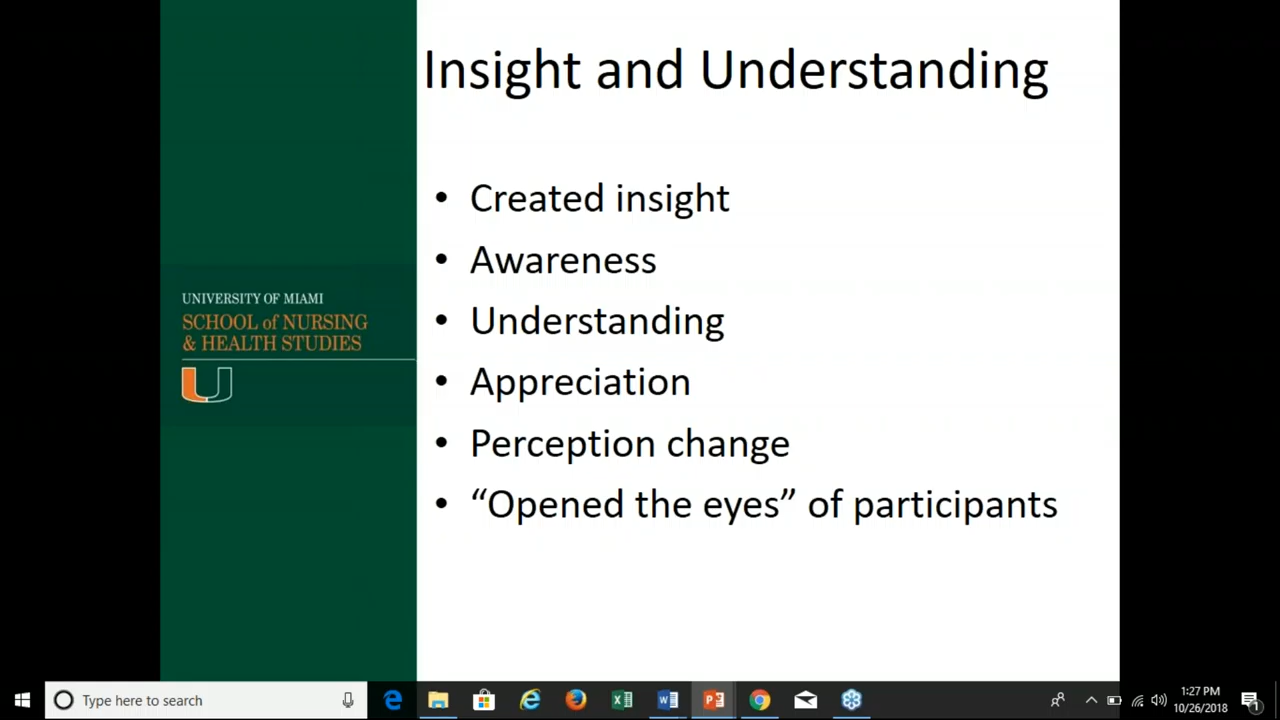 Insight and Understanding
• Created insight
• Awareness
• Understanding
• Appreciation
• Perception change
• “Opened the eyes” of participants
UNIVERSITY OF MIAMI
SCHOOL of NURSING
& HEALTH STUDIES
U
Type here to search
1:27 PM
10/26/2018
1